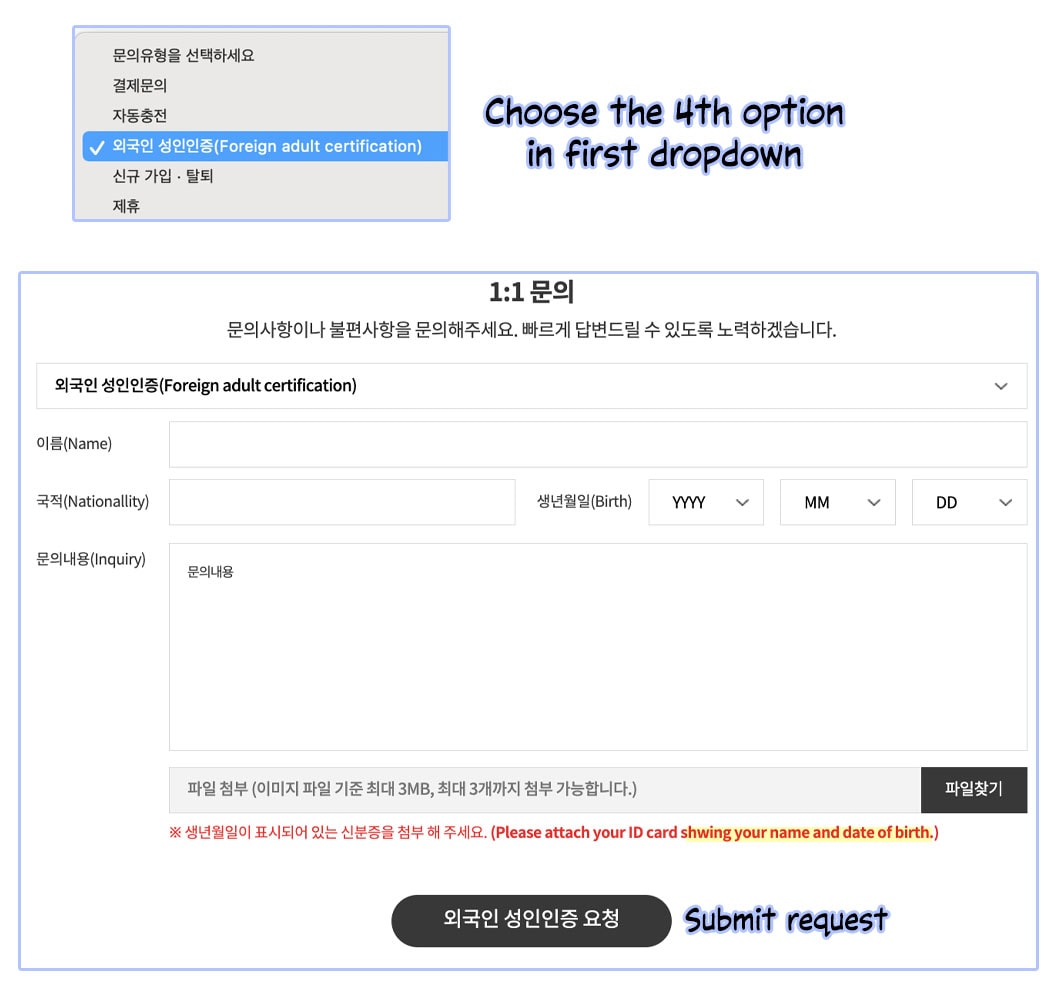 문의유형을 선택하세요
결제문의
자동충전
외국인 성인인증(Foreign adult certification)
신규 가입 · 탈퇴
제휴
Choose the 4th option
in first dropdown
1:1 문의
문의사항이나 불편사항을 문의해주세요. 빠르게 답변드릴 수 있도록 노력하겠습니다.
외국인 성인인증(Foreign adult certification)
이름(Name)
국적(Nationallity)
생년월일(Birth)
YYYY
MM
DD
문의내용(Inquiry)
문의내용
파일 첨부 (이미지 파일 기준 최대 3MB, 최대 3개까지 첨부 가능합니다.)
파일찾기
※ 생년월일이 표시되어 있는 신분증을 첨부 해 주세요. (Please attach your ID card shwing your name and date of birth.)
외국인 성인인증 요청
Submit request